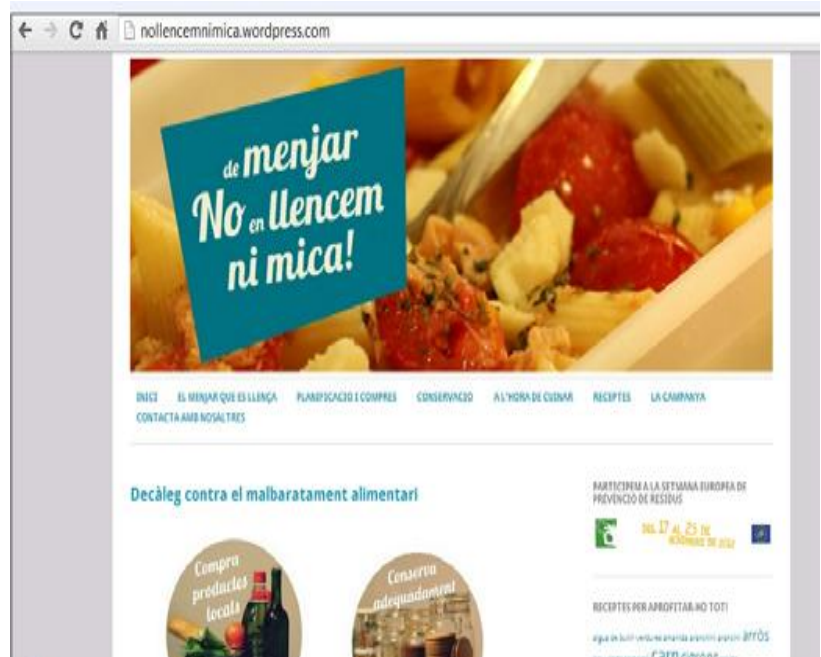 nollencemnimica.wordpress.com
de menjar
No en llencem
ni mica!
INICI EL MENJAR QUE ES LLENÇA PLANIFICACIÓ I COMPRES CONSERVACIÓ A L'HORA DE CUINAR RECEPTES LA CAMPANYA
CONTACTA AMB NOSALTRES
Decàleg contra el malbaratament alimentari
Compra
productes
locals
Conserva
adequadament
PARTICIPEM A LA SETMANA EUROPEA DE
PREVENCIÓ DE RESIDUS
DEL 17 AL 25 DE
NOVEMBRE DE 2012
RECEPTES PER APROFITAR-HO TOT!
arròs
carn